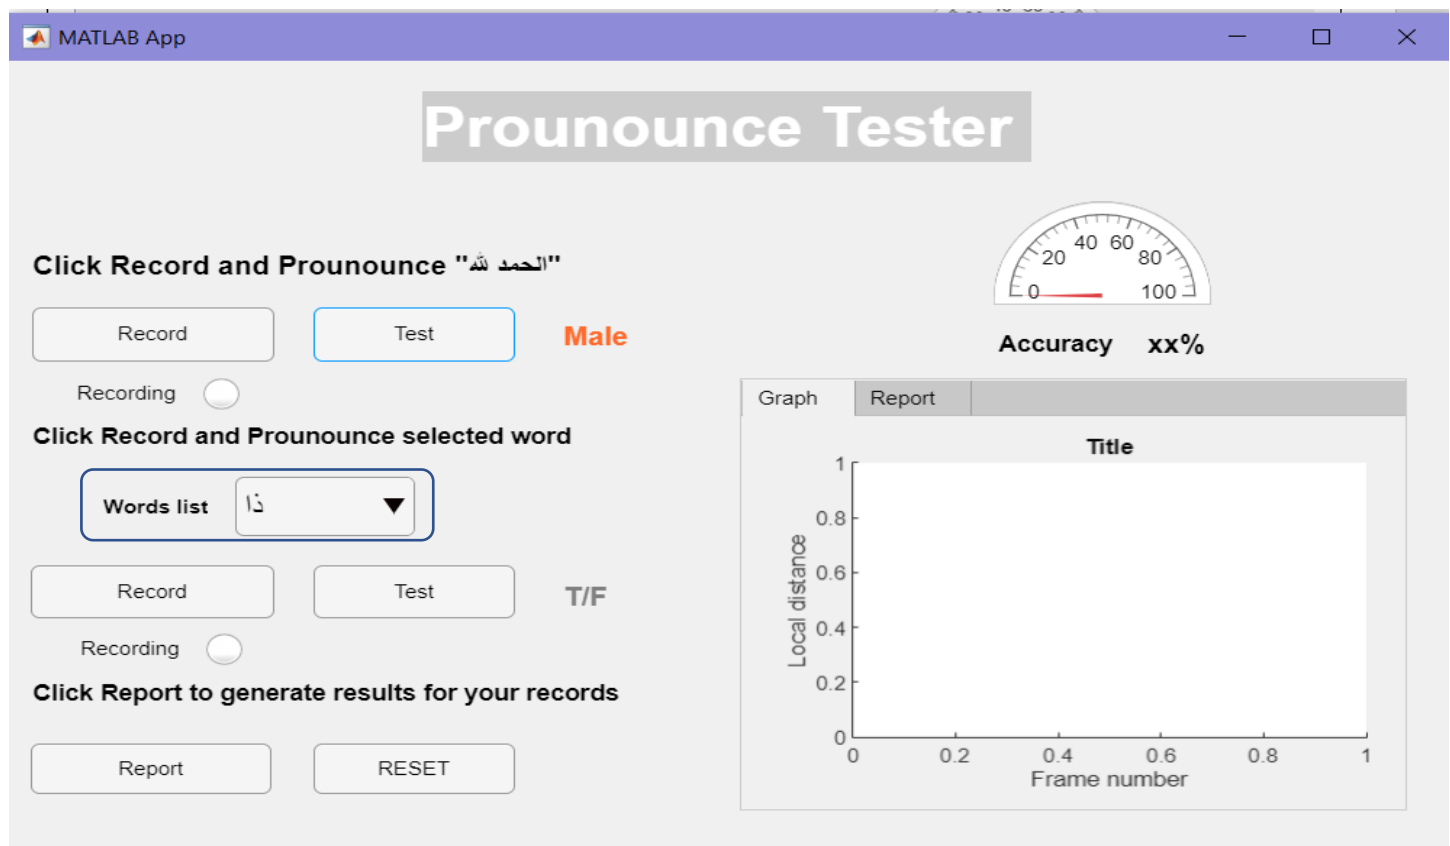 MATLAB App
Prounounce Tester
Click Record and Prounounce "الحمد لله"
Record
Test
Male
Recording
Click Record and Prounounce selected word
Words list
ذا
Record
Test
T/F
Recording
Click Report to generate results for your records
Report
RESET
0
20
40
60
80
100
Accuracy xx%
Graph
Report
Title
1
0.8
0.6
0.4
0.2
0
Local distance
0
0.2
0.4
0.6
0.8
1
Frame number